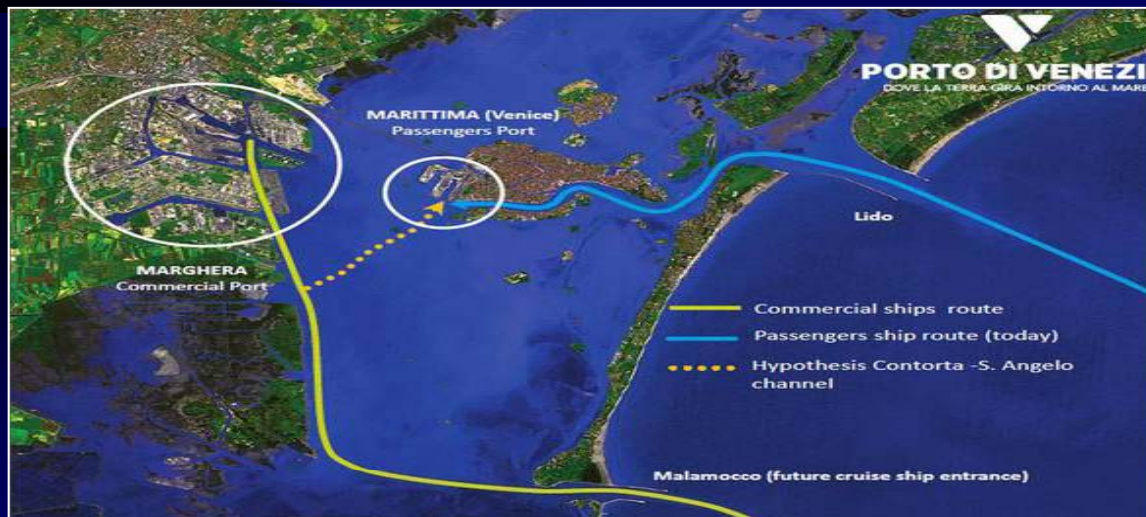 PORTO DI VENEZI
DOVE LA TERRA GIRA INTORNO AL MARE
MARITTIMA (Venice)
Passengers Port
Lido
MARGHERA
Commercial Port
Commercial ships route
Passengers ship route (today)
Hypothesis Contorta -S. Angelo
channel
Malamocco (future cruise ship entrance)